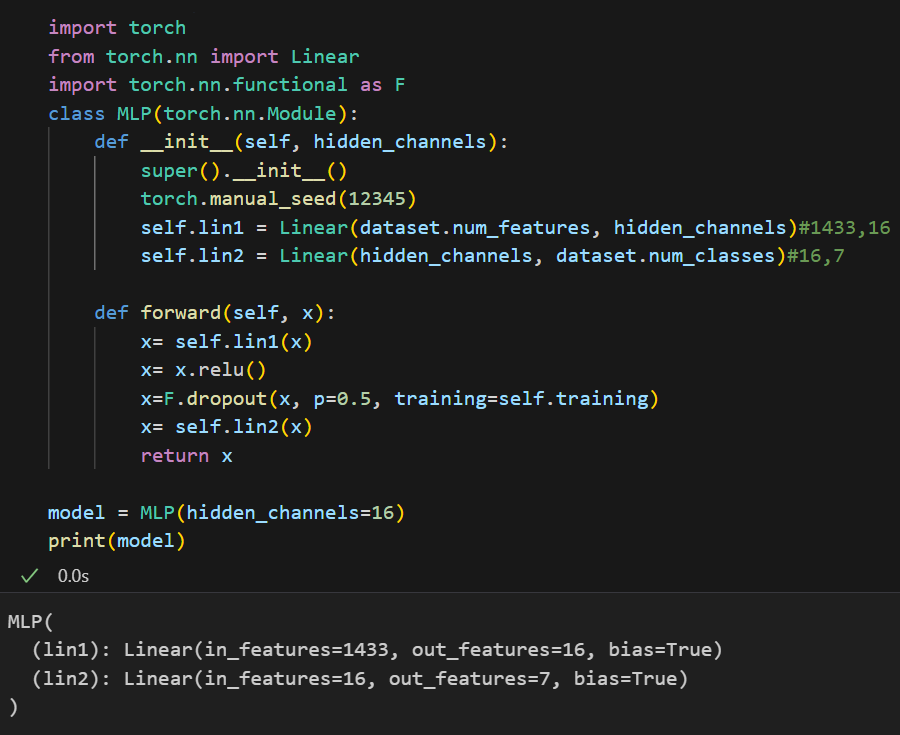 import torch
from torch.nn import Linear
import torch.nn.functional as F
class MLP(torch.nn.Module):
    def __init__(self, hidden_channels):
        super().__init__()
        torch.manual_seed(12345)
        self.lin1 = Linear(dataset.num_features, hidden_channels)#1433,16
        self.lin2 = Linear(hidden_channels, dataset.num_classes)#16,7
    def forward(self, x):
        x= self.lin1(x)
        x= x.relu()
        x=F.dropout(x, p=0.5, training=self.training)
        x= self.lin2(x)
        return x
model = MLP(hidden_channels=16)
print(model)
0.0s
MLP(
  (lin1): Linear(in_features=1433, out_features=16, bias=True)
  (lin2): Linear(in_features=16, out_features=7, bias=True)
)